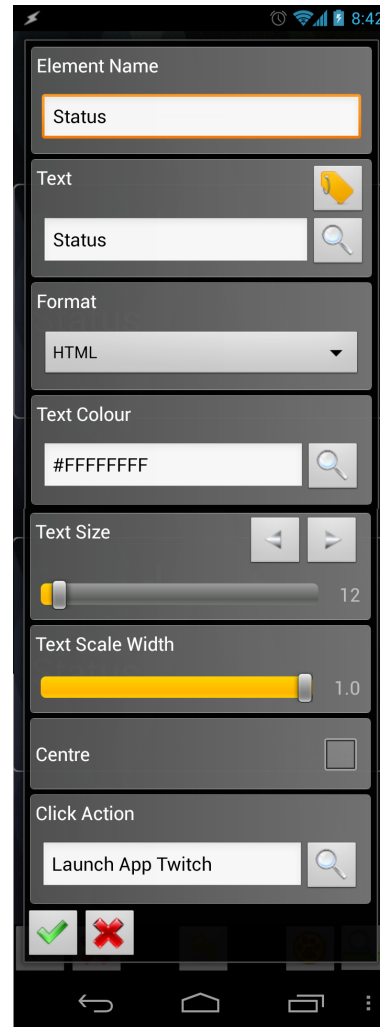 8:42
Element Name
Status
Text
Status
Format
HTML
Text Colour
#FFFFFFFF
Text Size
12
Text Scale Width
1.0
Centre
Click Action
Launch App Twitch